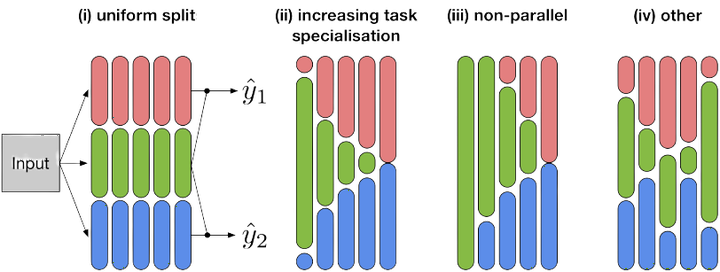 (i) uniform split
(ii) increasing task
specialisation
(iii) non-parallel
(iv) other
Input
ŷ1
ŷ2